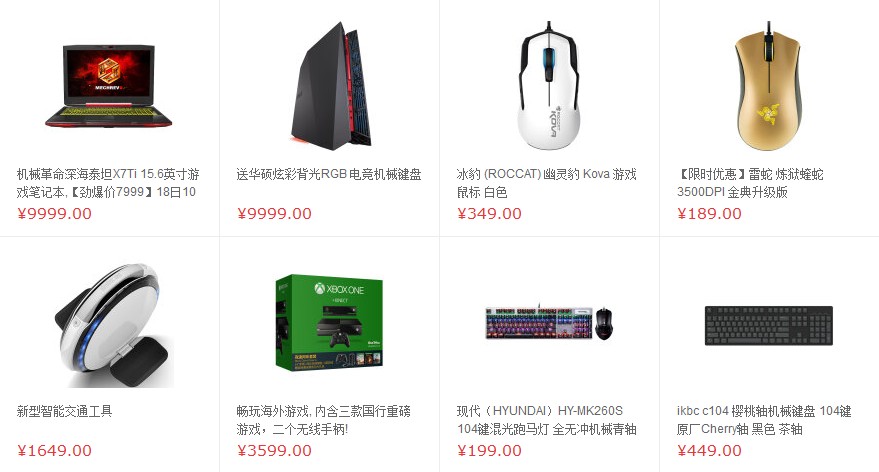 MECHREV
机械革命深海泰坦X7Ti 15.6英寸游
戏笔记本,【劲爆价7999】18日10
¥9999.00
送华硕炫彩背光RGB 电竞机械键盘
¥9999.00
ROCCAT
KOVA
冰豹 (ROCCAT) 幽灵豹 Kova 游戏
鼠标 白色
¥349.00
【限时优惠】雷蛇 炼狱蝰蛇
3500DPI 金典升级版
¥189.00
新型智能交通工具
¥1649.00
XBOX ONE
+ KINECT
畅玩海外游戏, 内含三款国行重磅
游戏，二个无线手柄!
¥3599.00
现代（HYUNDAI）HY-MK260S
104键混光跑马灯 全无冲机械青轴
¥199.00
ikbc c104 樱桃轴机械键盘 104键
原厂Cherry轴 黑色 茶轴
¥449.00